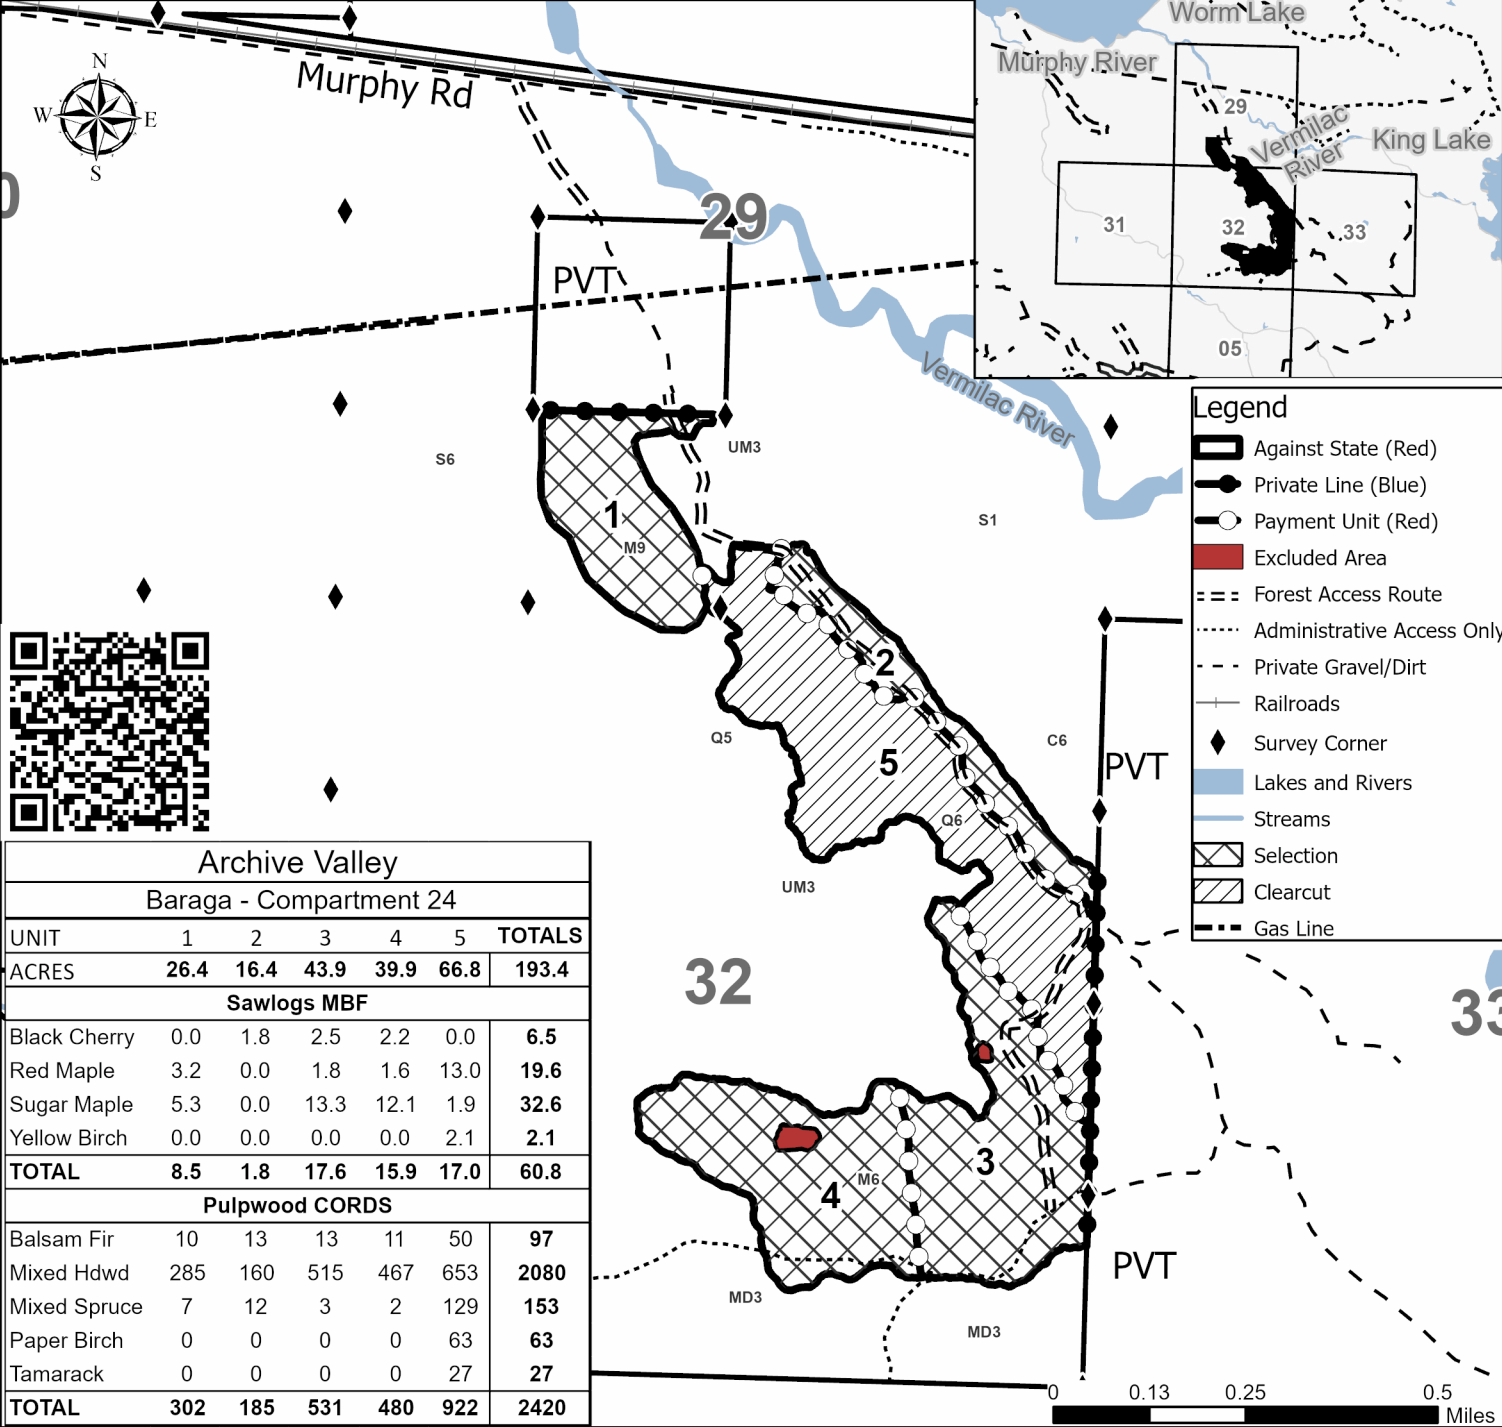 Worm Lake
Murphy River
29
Vermilac
River
King Lake
31
32
33
05
N
W
E
S
Murphy Rd
0
29
PVT
Vermilac River
S6
UM3
S1
1
M9
2
Q5
5
C6
PVT
Q6
UM3
32
33
3
4
M6
MD3
MD3
PVT
Legend
Against State (Red)
Private Line (Blue)
Payment Unit (Red)
Excluded Area
Forest Access Route
Administrative Access Only
Private Gravel/Dirt
Railroads
Survey Corner
Lakes and Rivers
Streams
Selection
Clearcut
Gas Line
Archive Valley
Baraga - Compartment 24
UNIT 1 2 3 4 5 TOTALS
ACRES 26.4 16.4 43.9 39.9 66.8 193.4
Sawlogs MBF
Black Cherry 0.0 1.8 2.5 2.2 0.0 6.5
Red Maple 3.2 0.0 1.8 1.6 13.0 19.6
Sugar Maple 5.3 0.0 13.3 12.1 1.9 32.6
Yellow Birch 0.0 0.0 0.0 0.0 2.1 2.1
TOTAL 8.5 1.8 17.6 15.9 17.0 60.8
Pulpwood CORDS
Balsam Fir 10 13 13 11 50 97
Mixed Hdwd 285 160 515 467 653 2080
Mixed Spruce 7 12 3 2 129 153
Paper Birch 0 0 0 0 63 63
Tamarack 0 0 0 0 27 27
TOTAL 302 185 531 480 922 2420
0 0.13 0.25 0.5
Miles